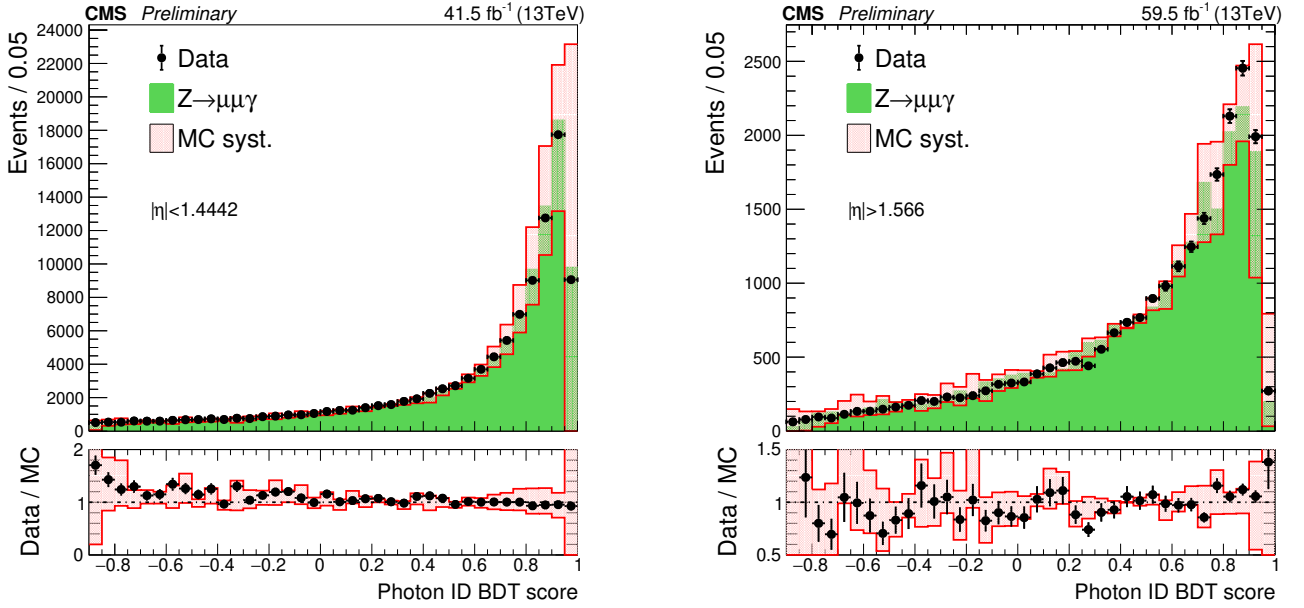 CMS Preliminary 41.5 fb⁻¹ (13TeV)
Events / 0.05
24000
22000
20000
18000
16000
14000
12000
10000
8000
6000
4000
2000
0
Data
Z→μμγ
MC syst.
|η|<1.4442
Data / MC
2
1
0
−0.8 −0.6 −0.4 −0.2 0 0.2 0.4 0.6 0.8 1
Photon ID BDT score
CMS Preliminary 59.5 fb⁻¹ (13TeV)
Events / 0.05
2500
2000
1500
1000
500
0
Data
Z→μμγ
MC syst.
|η|>1.566
Data / MC
1.5
1
0.5
−0.8 −0.6 −0.4 −0.2 0 0.2 0.4 0.6 0.8 1
Photon ID BDT score